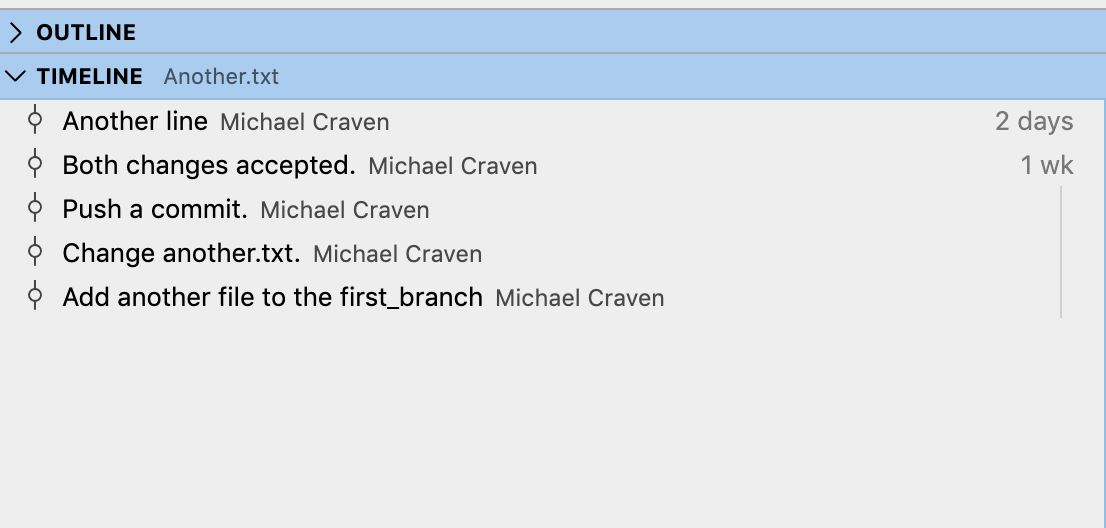 OUTLINE
TIMELINE Another.txt
Another line Michael Craven 2 days
Both changes accepted. Michael Craven 1 wk
Push a commit. Michael Craven
Change another.txt. Michael Craven
Add another file to the first_branch Michael Craven